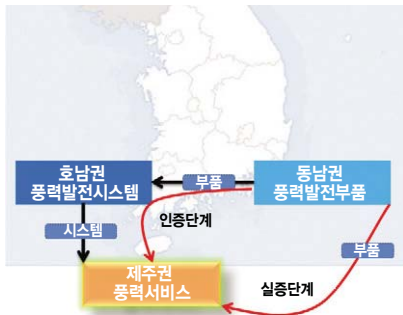 호남권
풍력발전시스템
부품
동남권
풍력발전부품
인증단계
시스템
부품
제주권
풍력서비스
실증단계